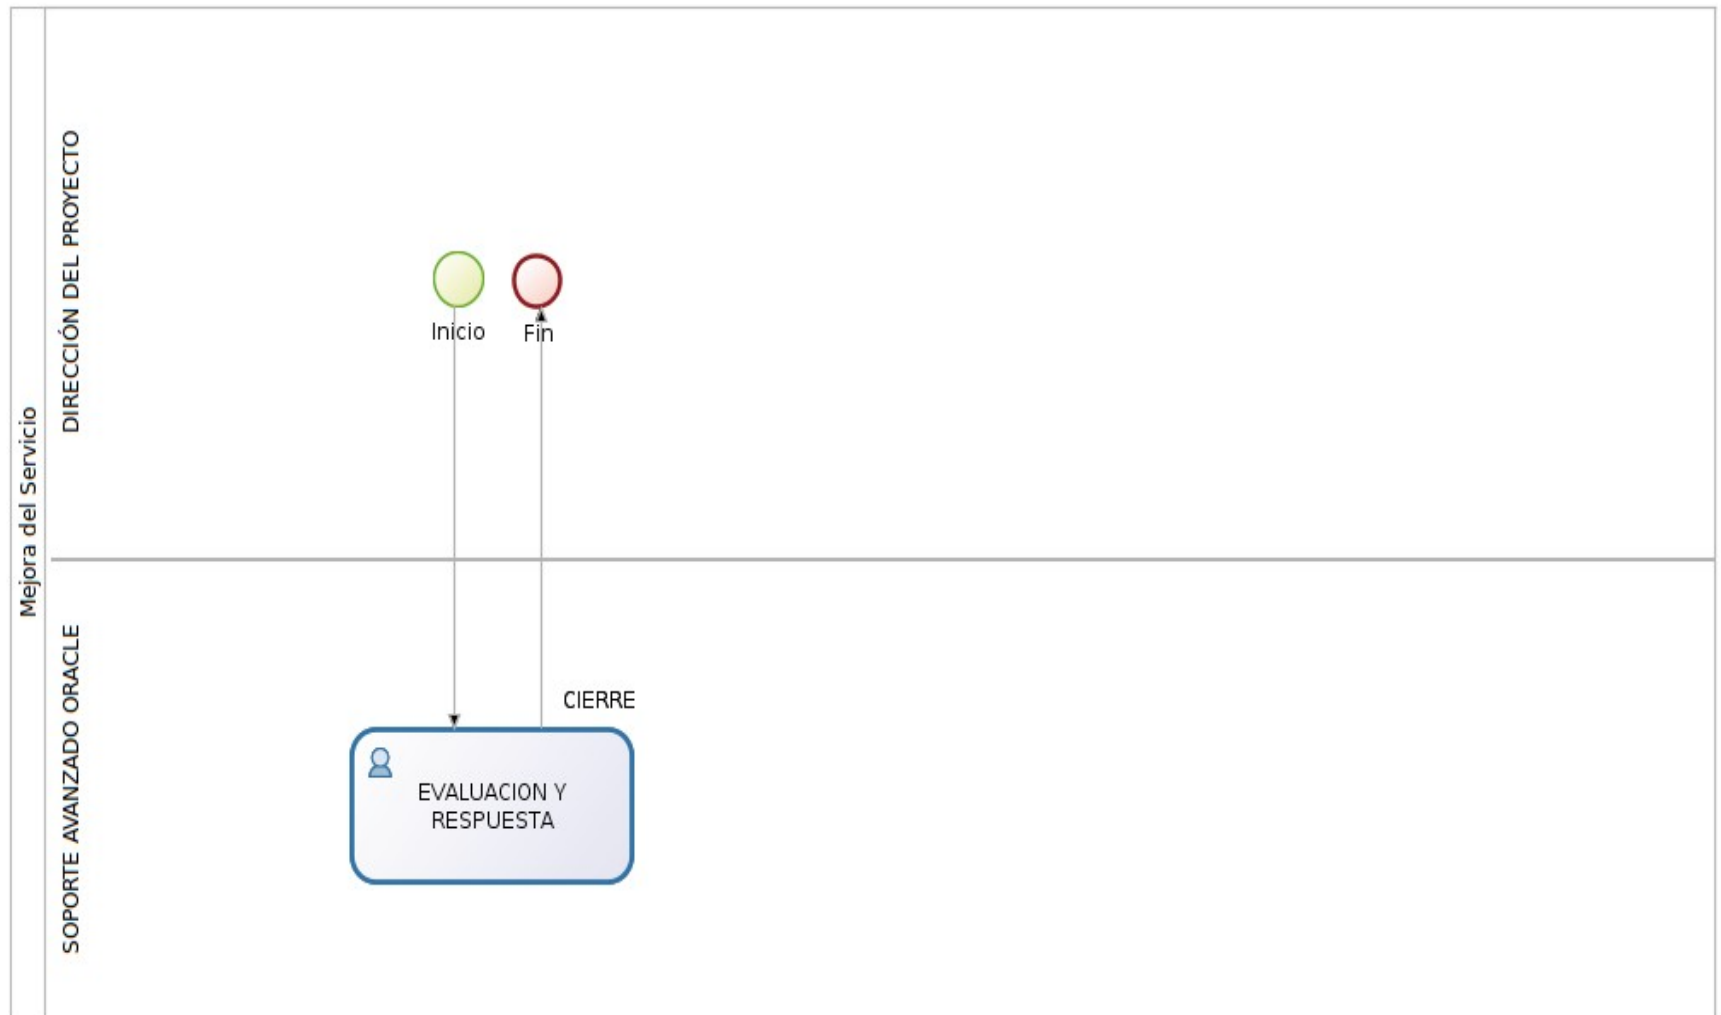 Mejora del Servicio
DIRECCIÓN DEL PROYECTO
Inicio
Fin
SOPORTE AVANZADO ORACLE
CIERRE
EVALUACION Y
RESPUESTA